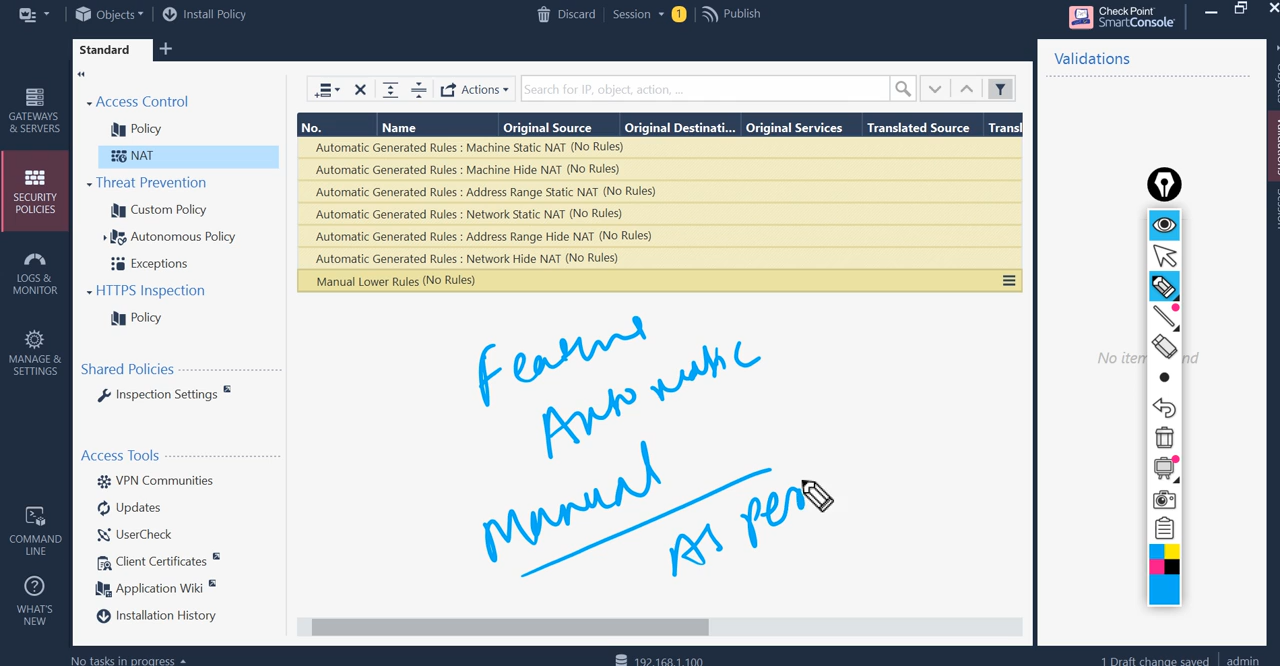 Objects
Install Policy
Discard
Session
1
Publish
Check Point
SmartConsole
Standard
Validations
GATEWAYS
& SERVERS
SECURITY
POLICIES
LOGS &
MONITOR
MANAGE &
SETTINGS
COMMAND
LINE
WHAT'S
NEW
Access Control
Policy
NAT
Threat Prevention
Custom Policy
Autonomous Policy
Exceptions
HTTPS Inspection
Policy
Shared Policies
Inspection Settings
Access Tools
VPN Communities
Updates
UserCheck
Client Certificates
Application Wiki
Installation History
Actions
Search for IP, object, action, ...
No. Name Original Source Original Destinati... Original Services Translated Source Transl
Automatic Generated Rules : Machine Static NAT (No Rules)
Automatic Generated Rules : Machine Hide NAT (No Rules)
Automatic Generated Rules : Address Range Static NAT (No Rules)
Automatic Generated Rules : Network Static NAT (No Rules)
Automatic Generated Rules : Address Range Hide NAT (No Rules)
Automatic Generated Rules : Network Hide NAT (No Rules)
Manual Lower Rules (No Rules)
Automatic
Manual
As per
No tasks in progress
192.168.1.100
1 Draft change saved
admin